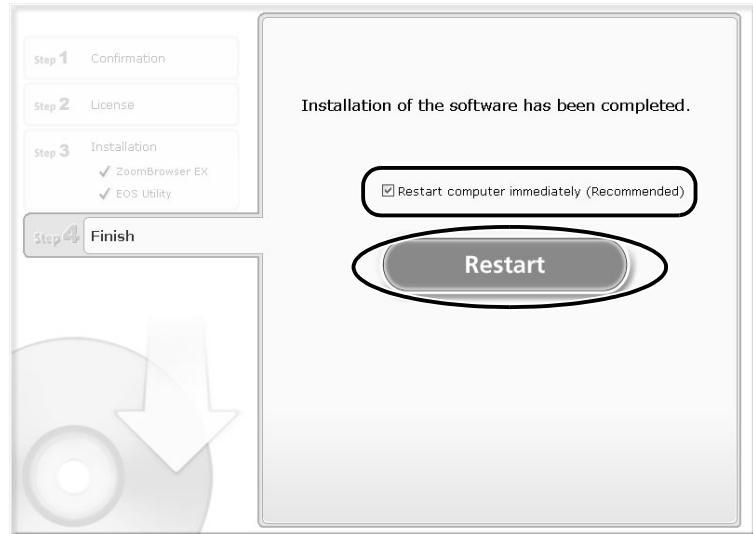 Step 1 Confirmation
Step 2 License
Step 3 Installation
✓ ZoomBrowser EX
✓ EOS Utility
Step 4 Finish
Installation of the software has been completed.
Restart computer immediately (Recommended)
Restart